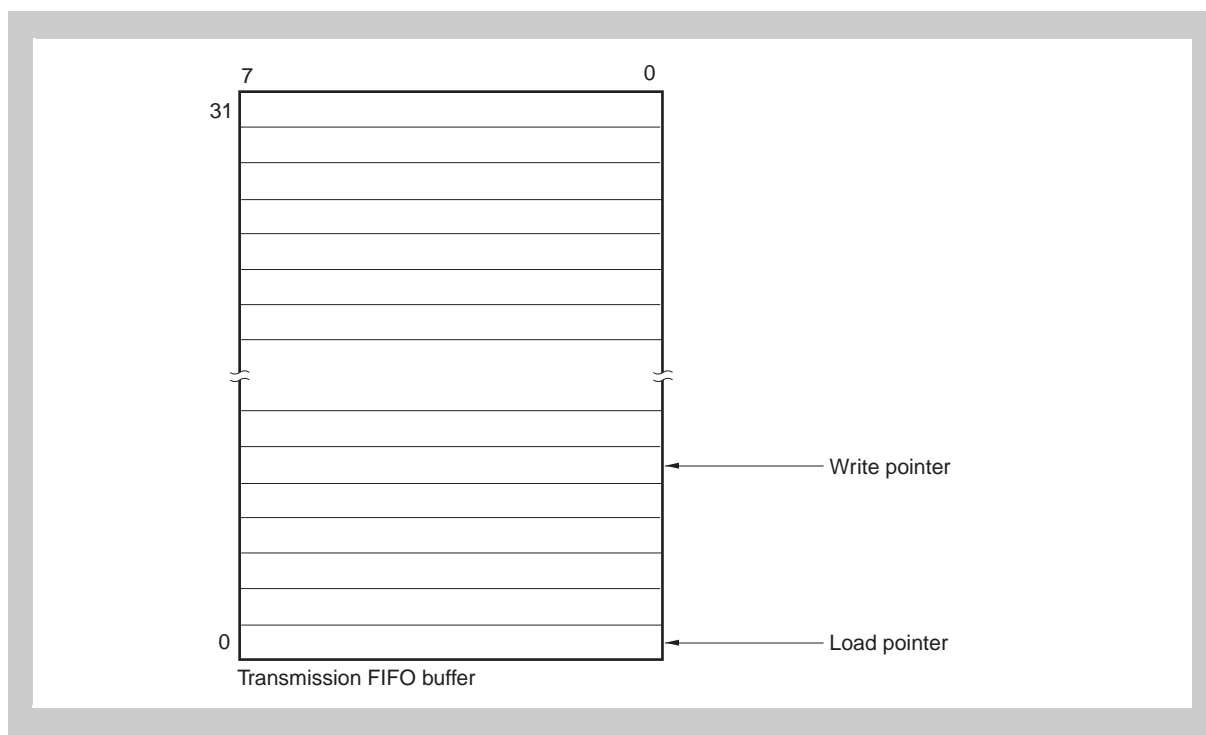 7 0
31
Write pointer
0 Load pointer
Transmission FIFO buffer